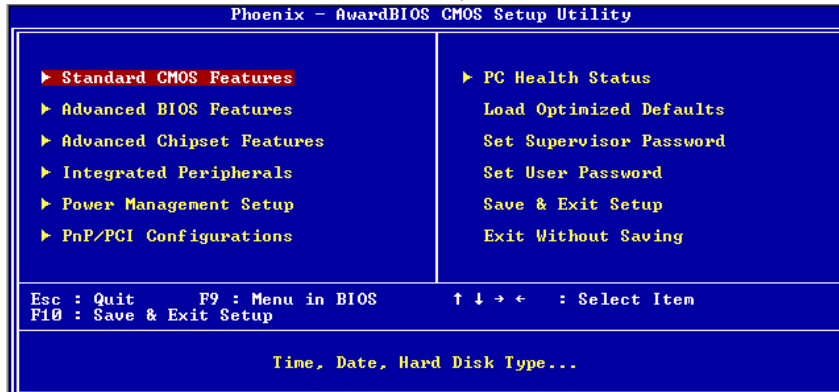 Phoenix - AwardBIOS CMOS Setup Utility
▶ Standard CMOS Features
▶ Advanced BIOS Features
▶ Advanced Chipset Features
▶ Integrated Peripherals
▶ Power Management Setup
▶ PnP/PCI Configurations
▶ PC Health Status
Load Optimized Defaults
Set Supervisor Password
Set User Password
Save & Exit Setup
Exit Without Saving
Esc : Quit F9 : Menu in BIOS ↑ ↓ → ← : Select Item
F10 : Save & Exit Setup
Time, Date, Hard Disk Type...